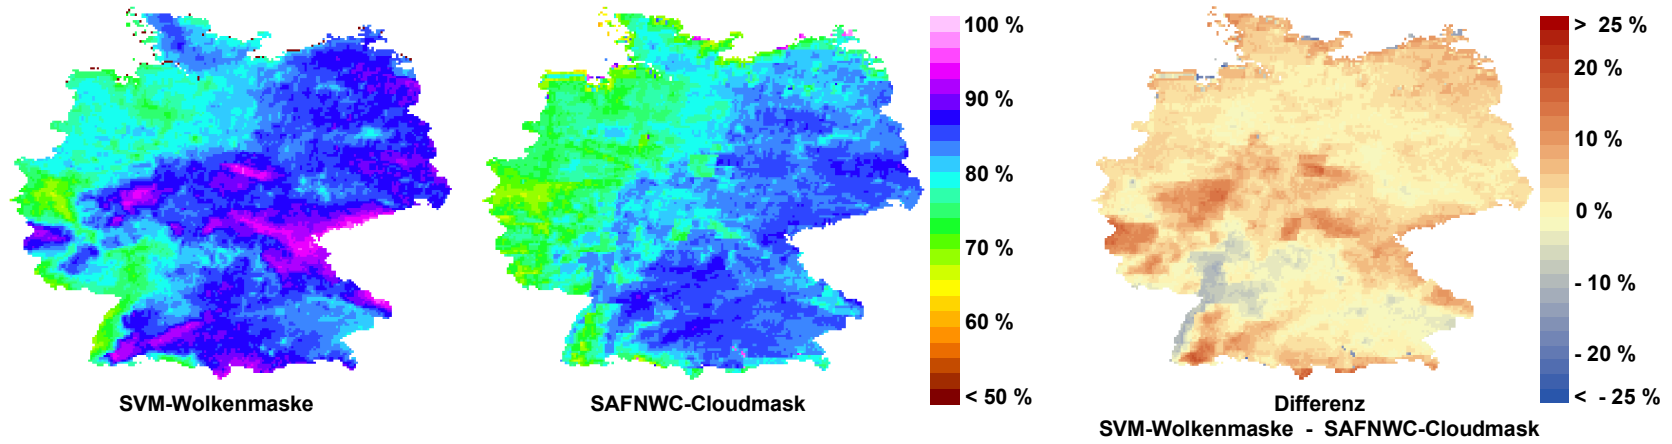 100 %
90 %
80 %
70 %
60 %
< 50 %
> 25 %
20 %
10 %
0 %
- 10 %
- 20 %
< - 25 %
SVM-Wolkenmaske
SAFNWC-Cloudmask
Differenz
SVM-Wolkenmaske - SAFNWC-Cloudmask